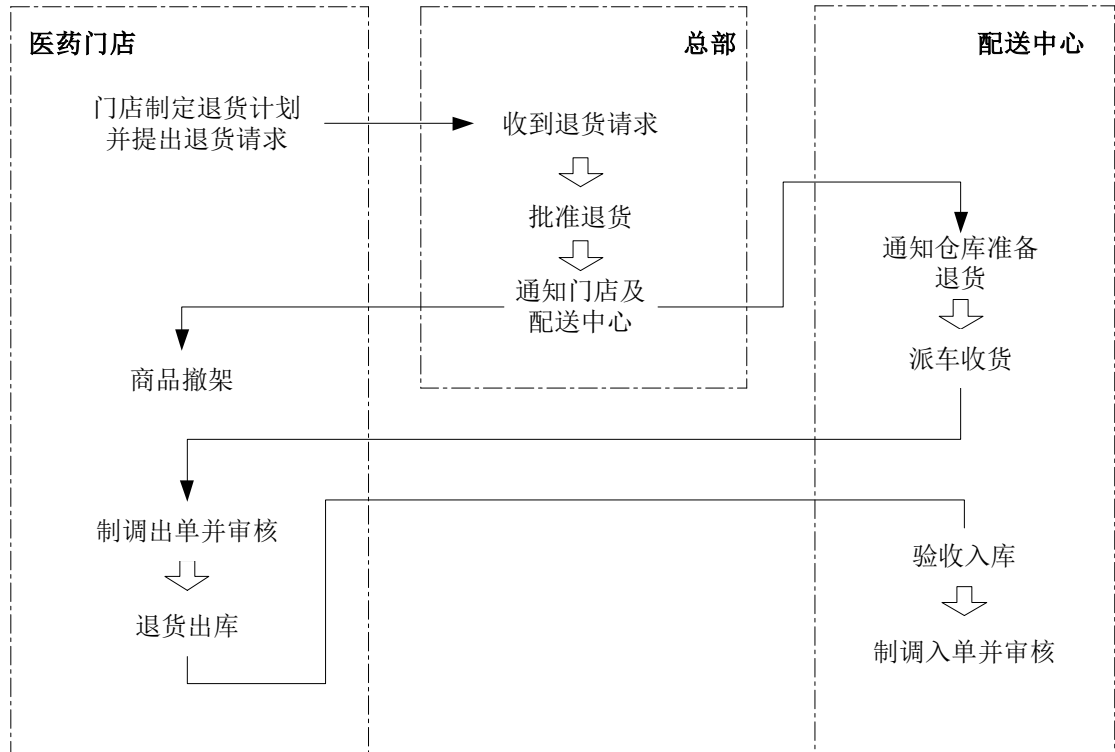 医药门店
总部
配送中心
门店制定退货计划
并提出退货请求
收到退货请求
批准退货
通知门店及
配送中心
通知仓库准备
退货
派车收货
商品撤架
制调出单并审核
退货出库
验收入库
制调入单并审核